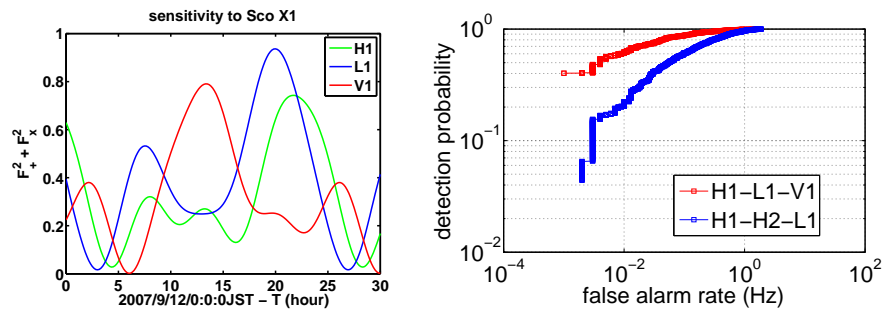 sensitivity to Sco X1
H1
L1
V1
1
0.8
0.6
0.4
0.2
0
F₊² + Fₓ²
0 5 10 15 20 25 30
2007/9/12/0:0:0JST − T (hour)
10⁰
10⁻¹
10⁻²
detection probability
H1−L1−V1
H1−H2−L1
10⁻⁴ 10⁻² 10⁰ 10²
false alarm rate (Hz)